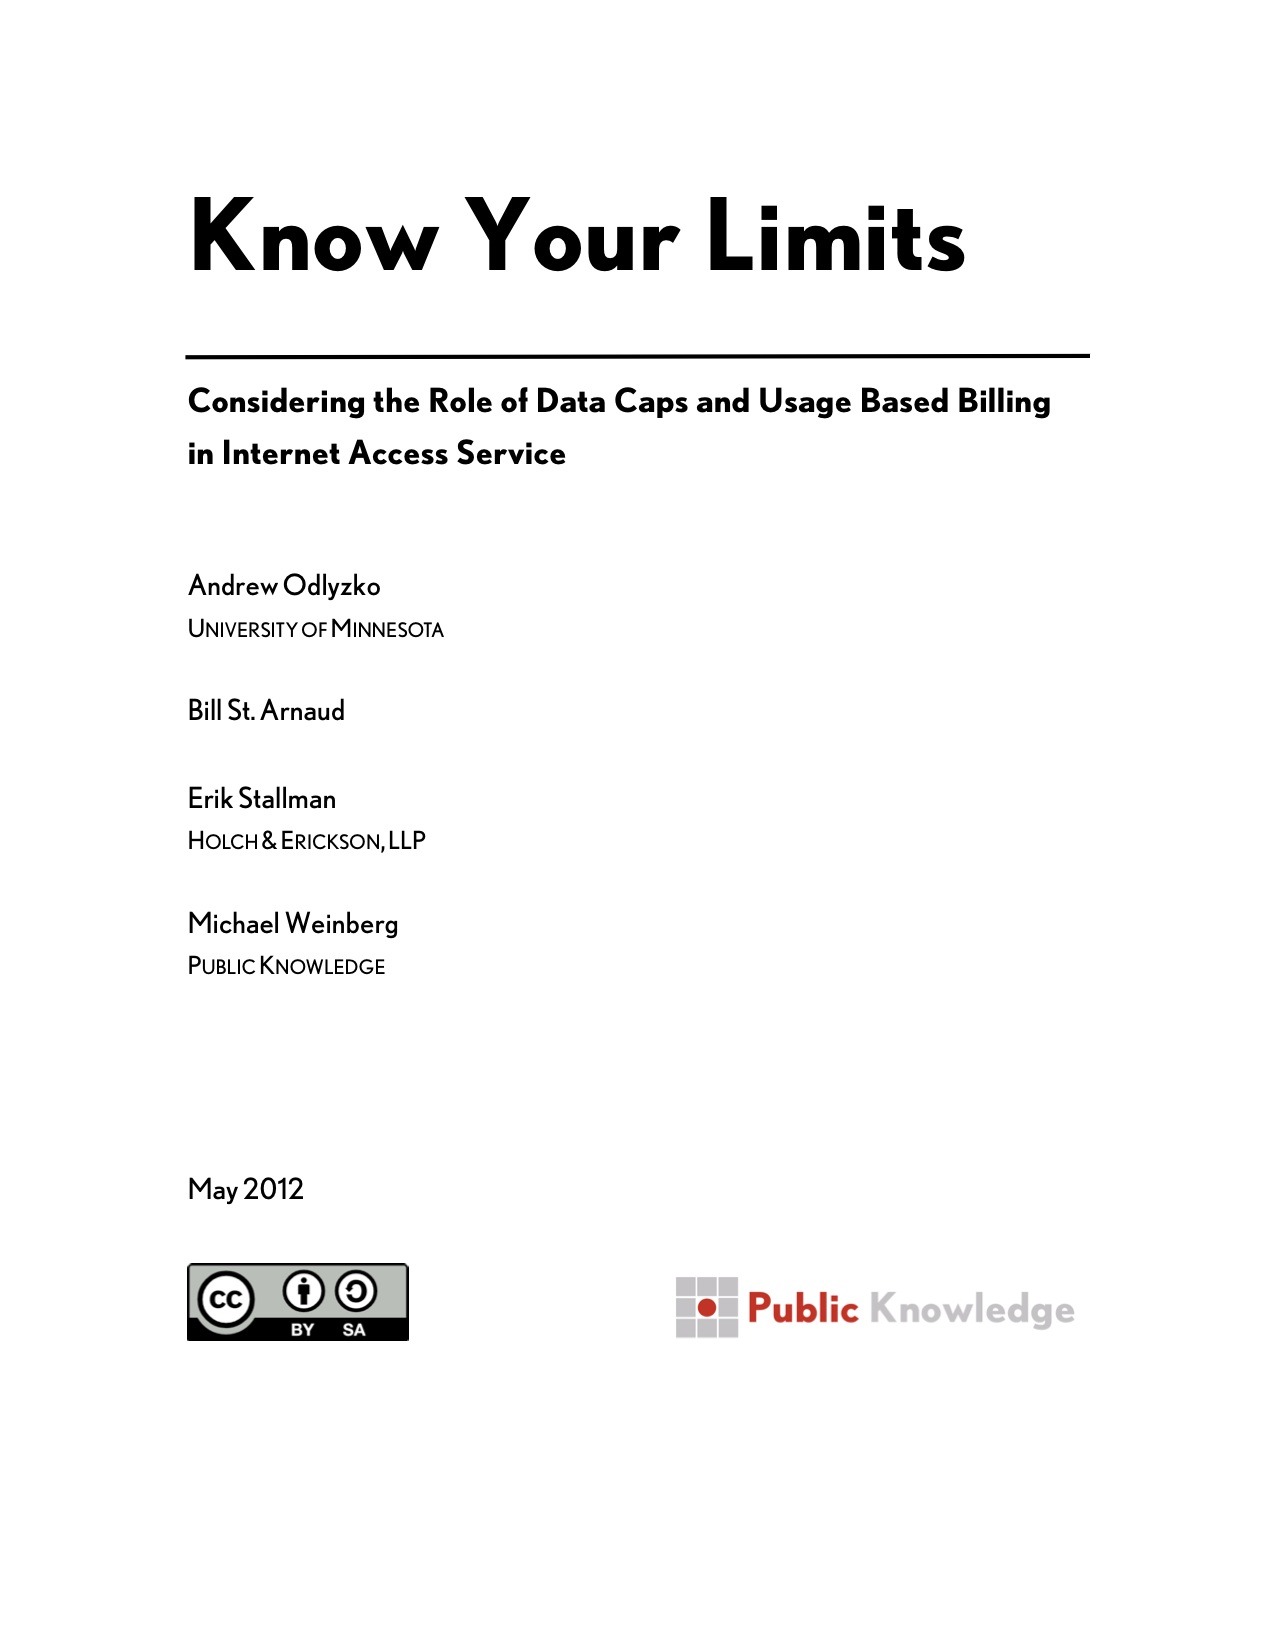 Know Your Limits
Considering the Role of Data Caps and Usage Based Billing
in Internet Access Service
Andrew Odlyzko
UNIVERSITY OF MINNESOTA
Bill St. Arnaud
Erik Stallman
HOLCH & ERICKSON, LLP
Michael Weinberg
PUBLIC KNOWLEDGE
May 2012
cc
BY SA
Public Knowledge